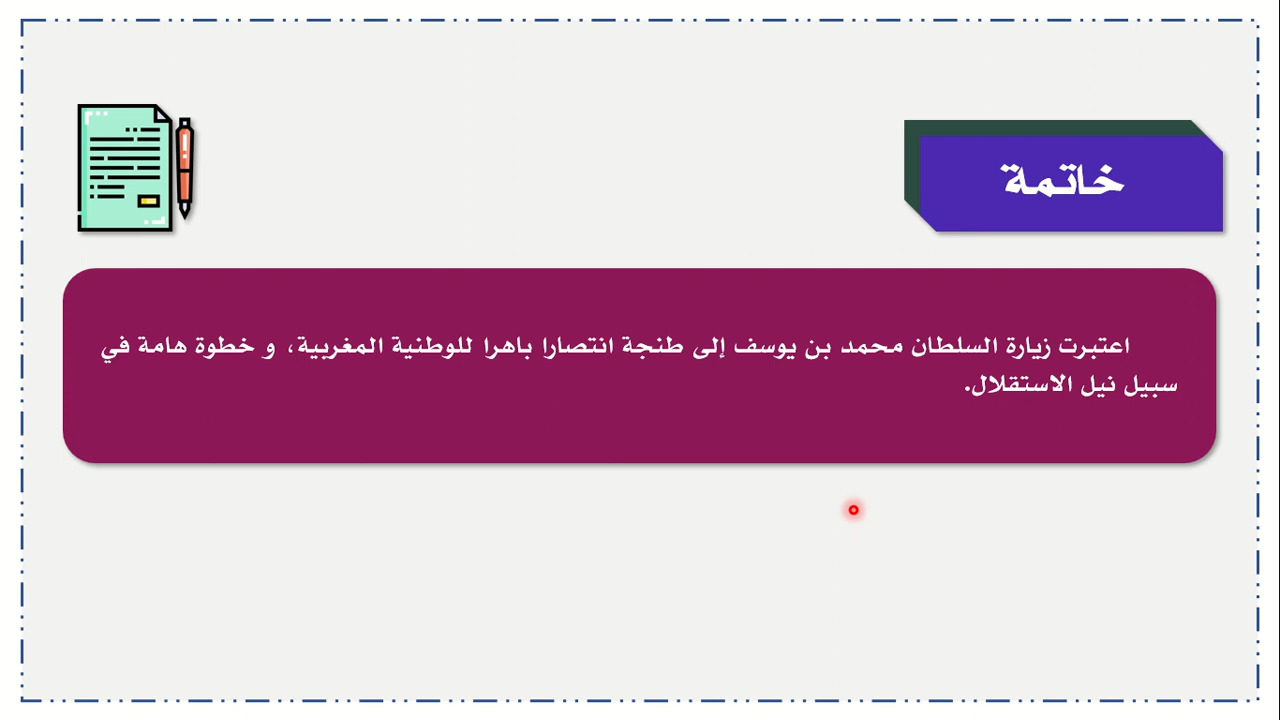 خاتمة
اعتبرت زيارة السلطان محمد بن يوسف إلى طنجة انتصارا باهرا للوطنية المغربية، و خطوة هامة في
سبيل نيل الاستقلال.